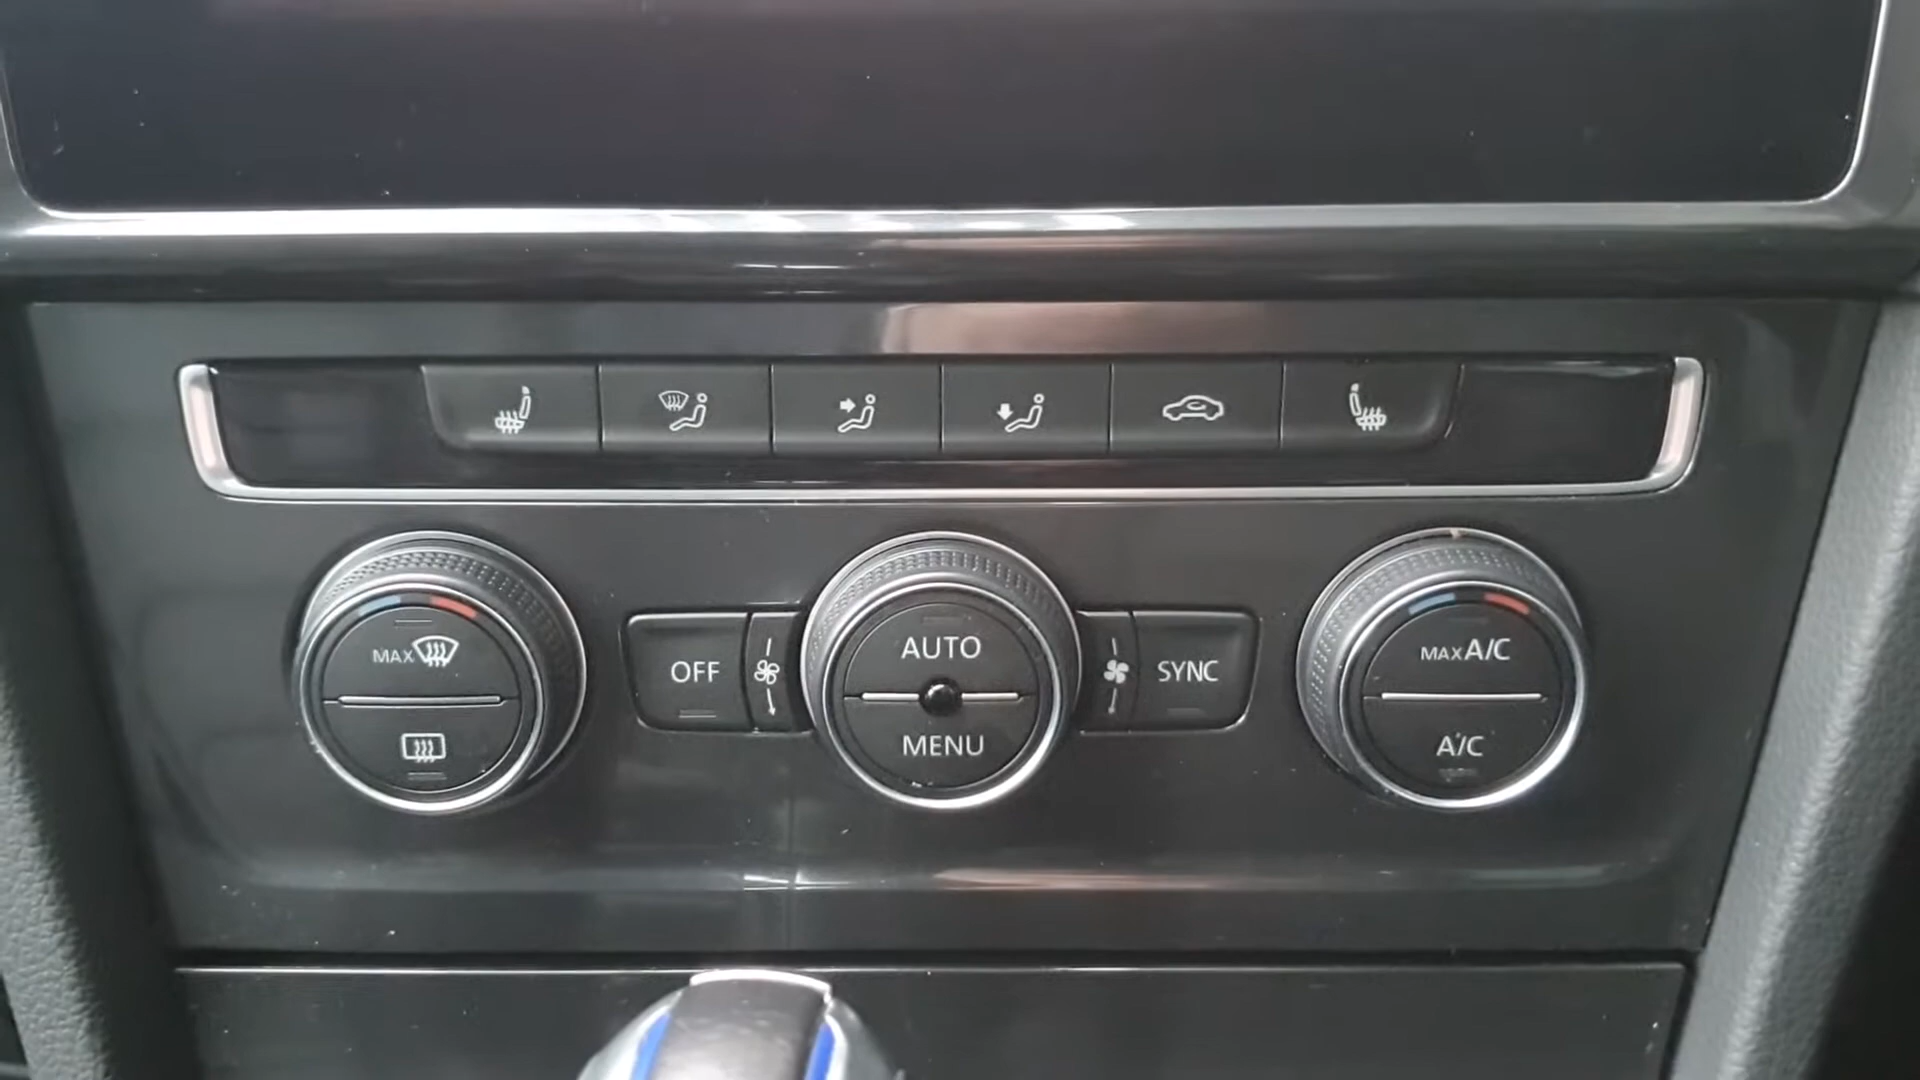 MAX
OFF
AUTO
MENU
SYNC
MAX A/C
A/C